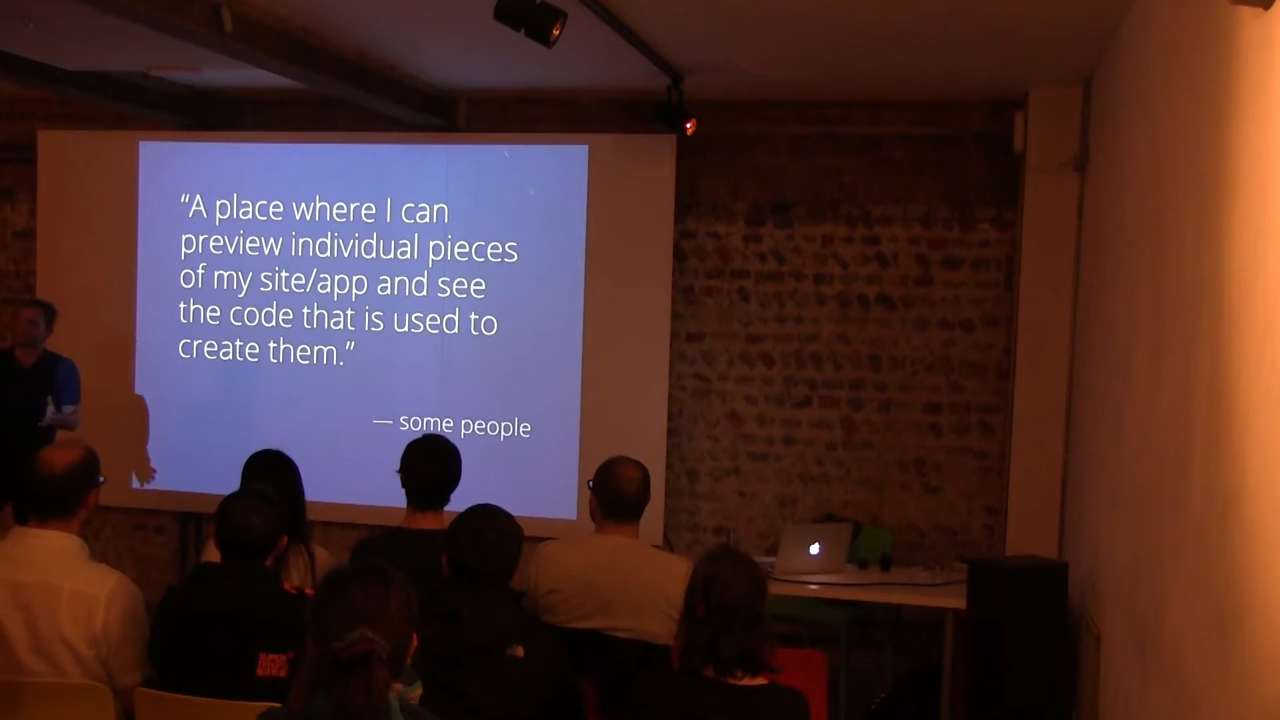 “A place where I can
preview individual pieces
of my site/app and see
the code that is used to
create them.”
— some people